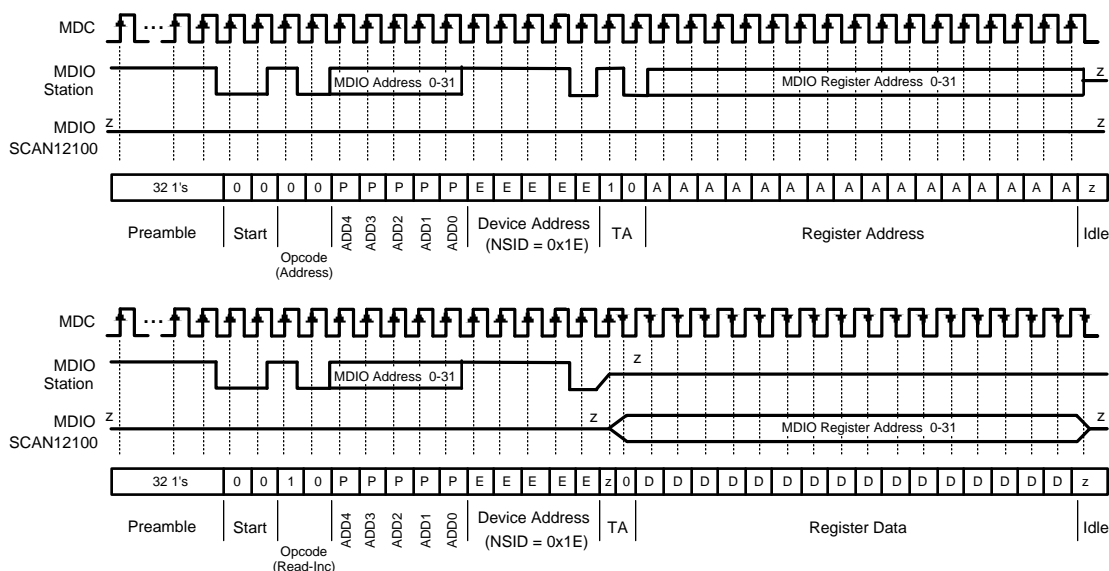 MDC ...
MDIO Station MDIO Address 0-31 MDIO Register Address 0-31 z
MDIO SCAN12100 z z
32 1's 0 0 0 0 P P P P P E E E E E 1 0 A A A A A A A A A A A A A A A A z
Preamble Start Opcode (Address) ADD4 ADD3 ADD2 ADD1 ADD0 Device Address (NSID = 0x1E) TA Register Address Idle
MDC ...
MDIO Station MDIO Address 0-31 z
MDIO SCAN12100 z z MDIO Register Address 0-31 z
32 1's 0 0 1 0 P P P P P E E E E E z 0 D D D D D D D D D D D D D D D D z
Preamble Start Opcode (Read-Inc) ADD4 ADD3 ADD2 ADD1 ADD0 Device Address (NSID = 0x1E) TA Register Data Idle